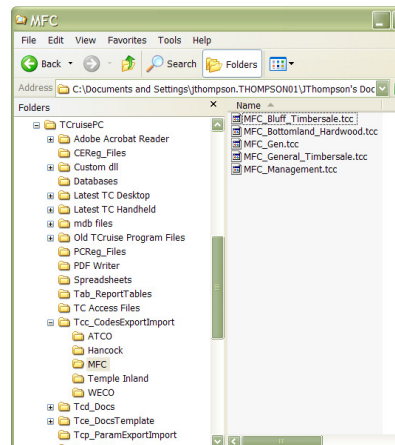 MFC
File Edit View Favorites Tools Help
Back Search Folders
Address C:\Documents and Settings\jthompson.THOMPSON01\JThompson's Doc
Folders
Name
TCruisePC
Adobe Acrobat Reader
CEReg_Files
Custom dll
Databases
Latest TC Desktop
Latest TC Handheld
mdb files
Old TCruise Program Files
PCReg_Files
PDF Writer
Spreadsheets
Tab_ReportTables
TC Access Files
Tcc_CodesExportImport
ATCO
Hancock
MFC
Temple Inland
WECO
Tcd_Docs
Tce_DocsTemplate
Tcp_ParamExportImport
MFC_Bluff_Timbersale.tcc
MFC_Bottomland_Hardwood.tcc
MFC_Gen.tcc
MFC_General_Timbersale.tcc
MFC_Management.tcc